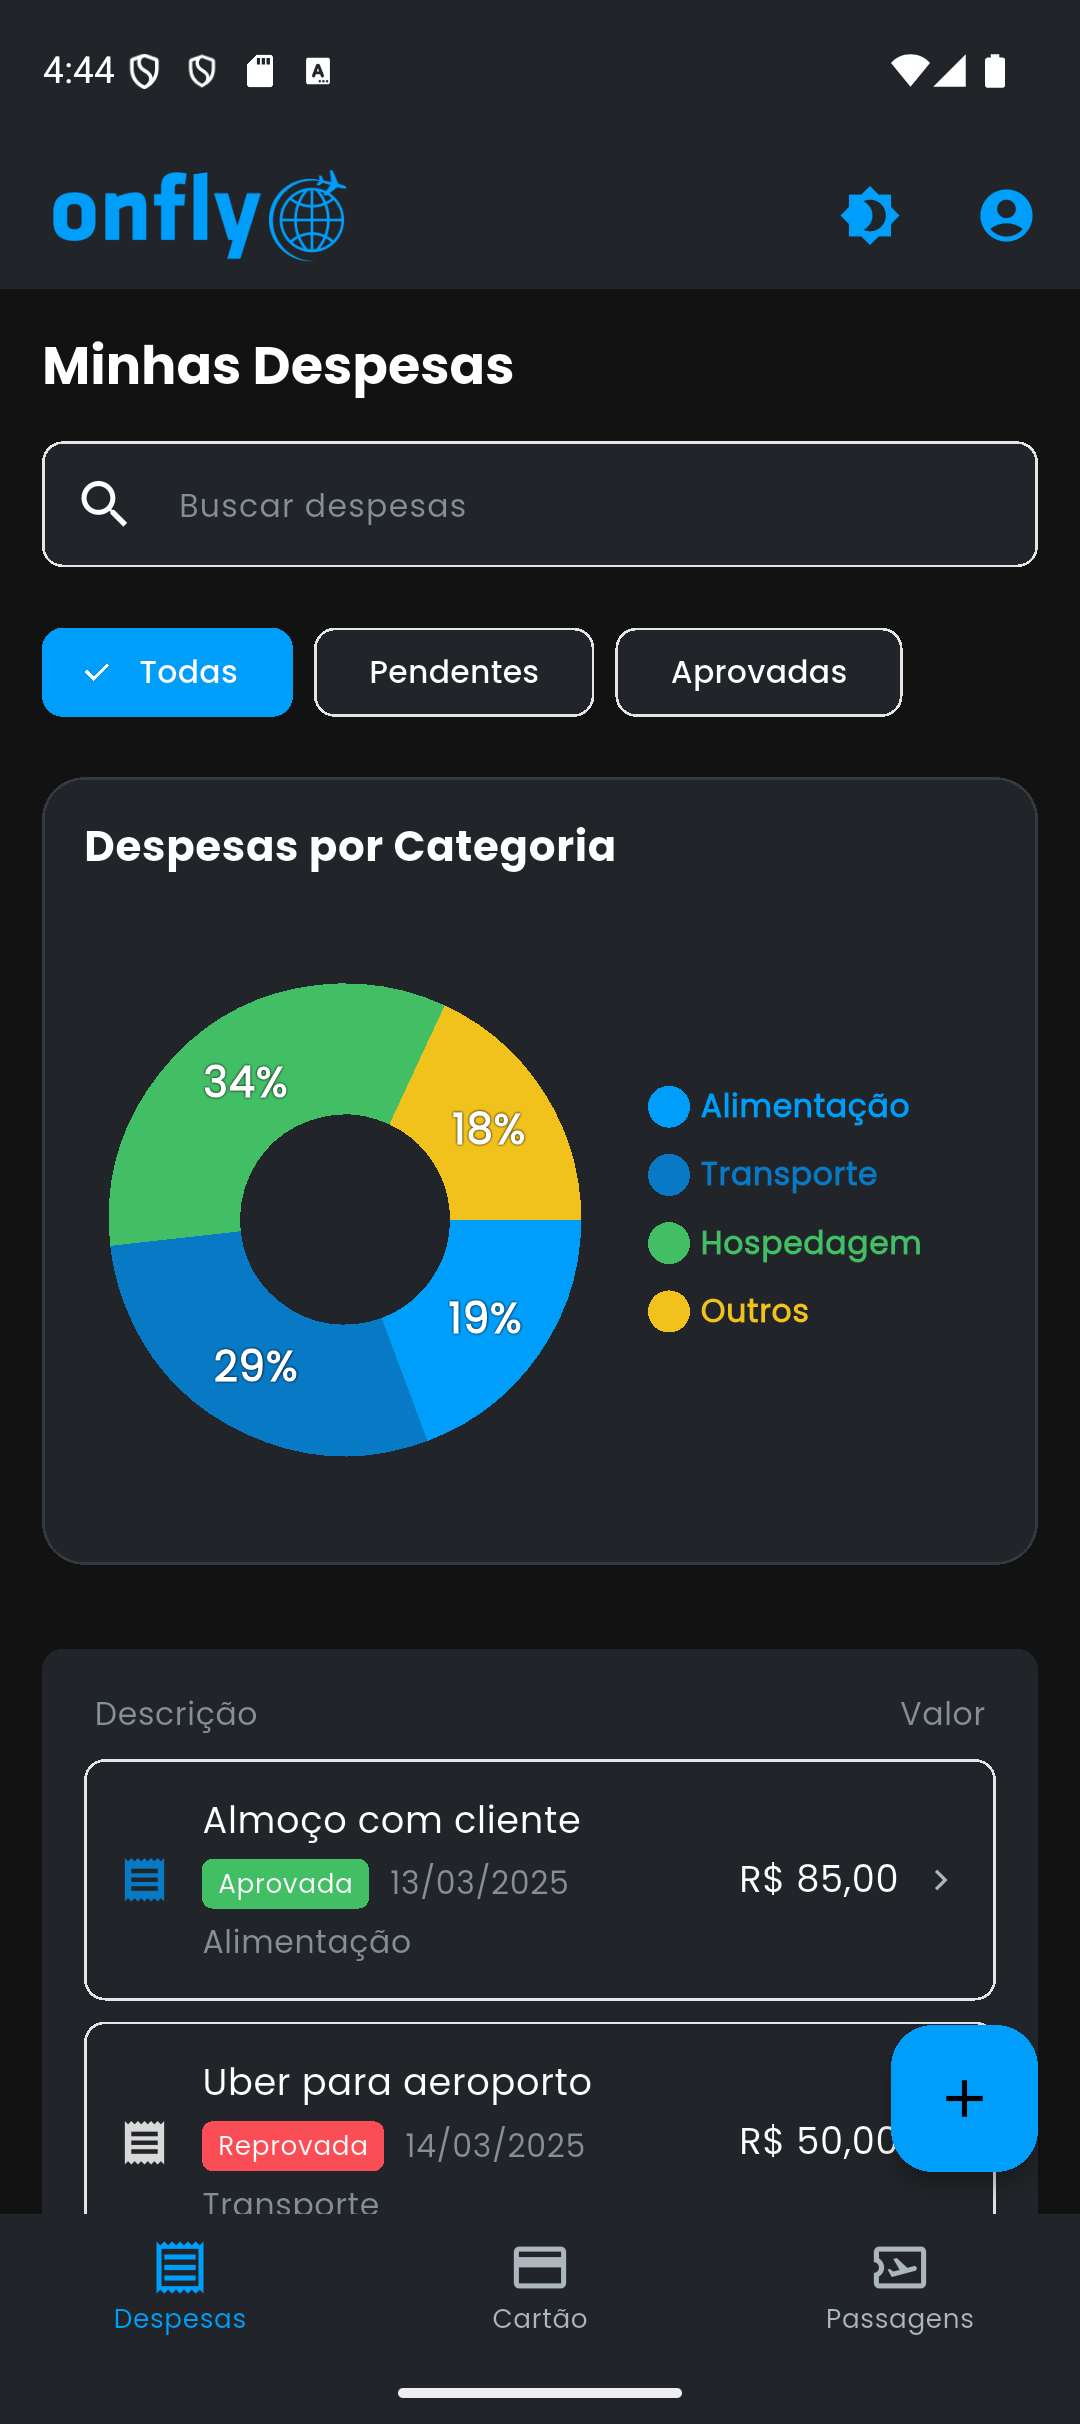 4:44
onfly
Minhas Despesas
Buscar despesas
Todas
Pendentes
Aprovadas
Despesas por Categoria
34%
18%
19%
29%
Alimentação
Transporte
Hospedagem
Outros
Descrição
Valor
Almoço com cliente
Aprovada 13/03/2025
R$ 85,00
Alimentação
Uber para aeroporto
Reprovada 14/03/2025
R$ 50,00
Transporte
Despesas
Cartão
Passagens